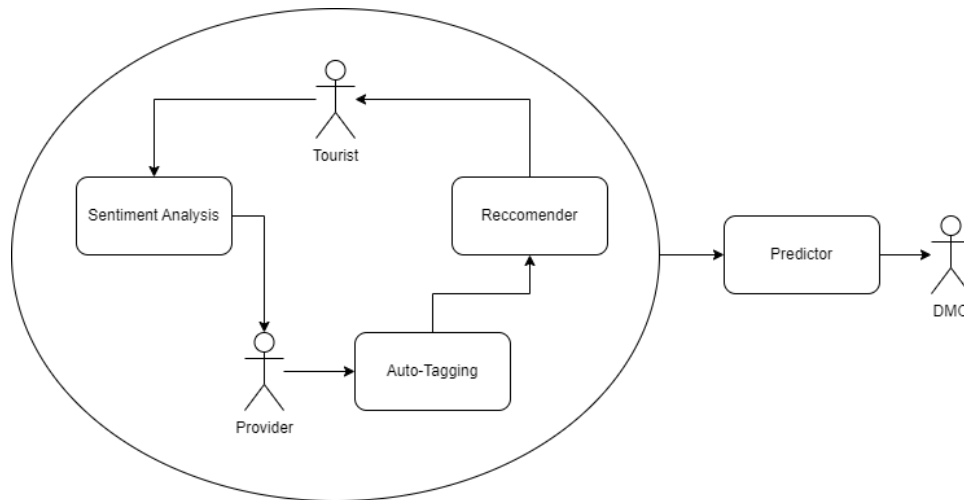 Tourist
Sentiment Analysis
Reccomender
Predictor
DMO
Auto-Tagging
Provider